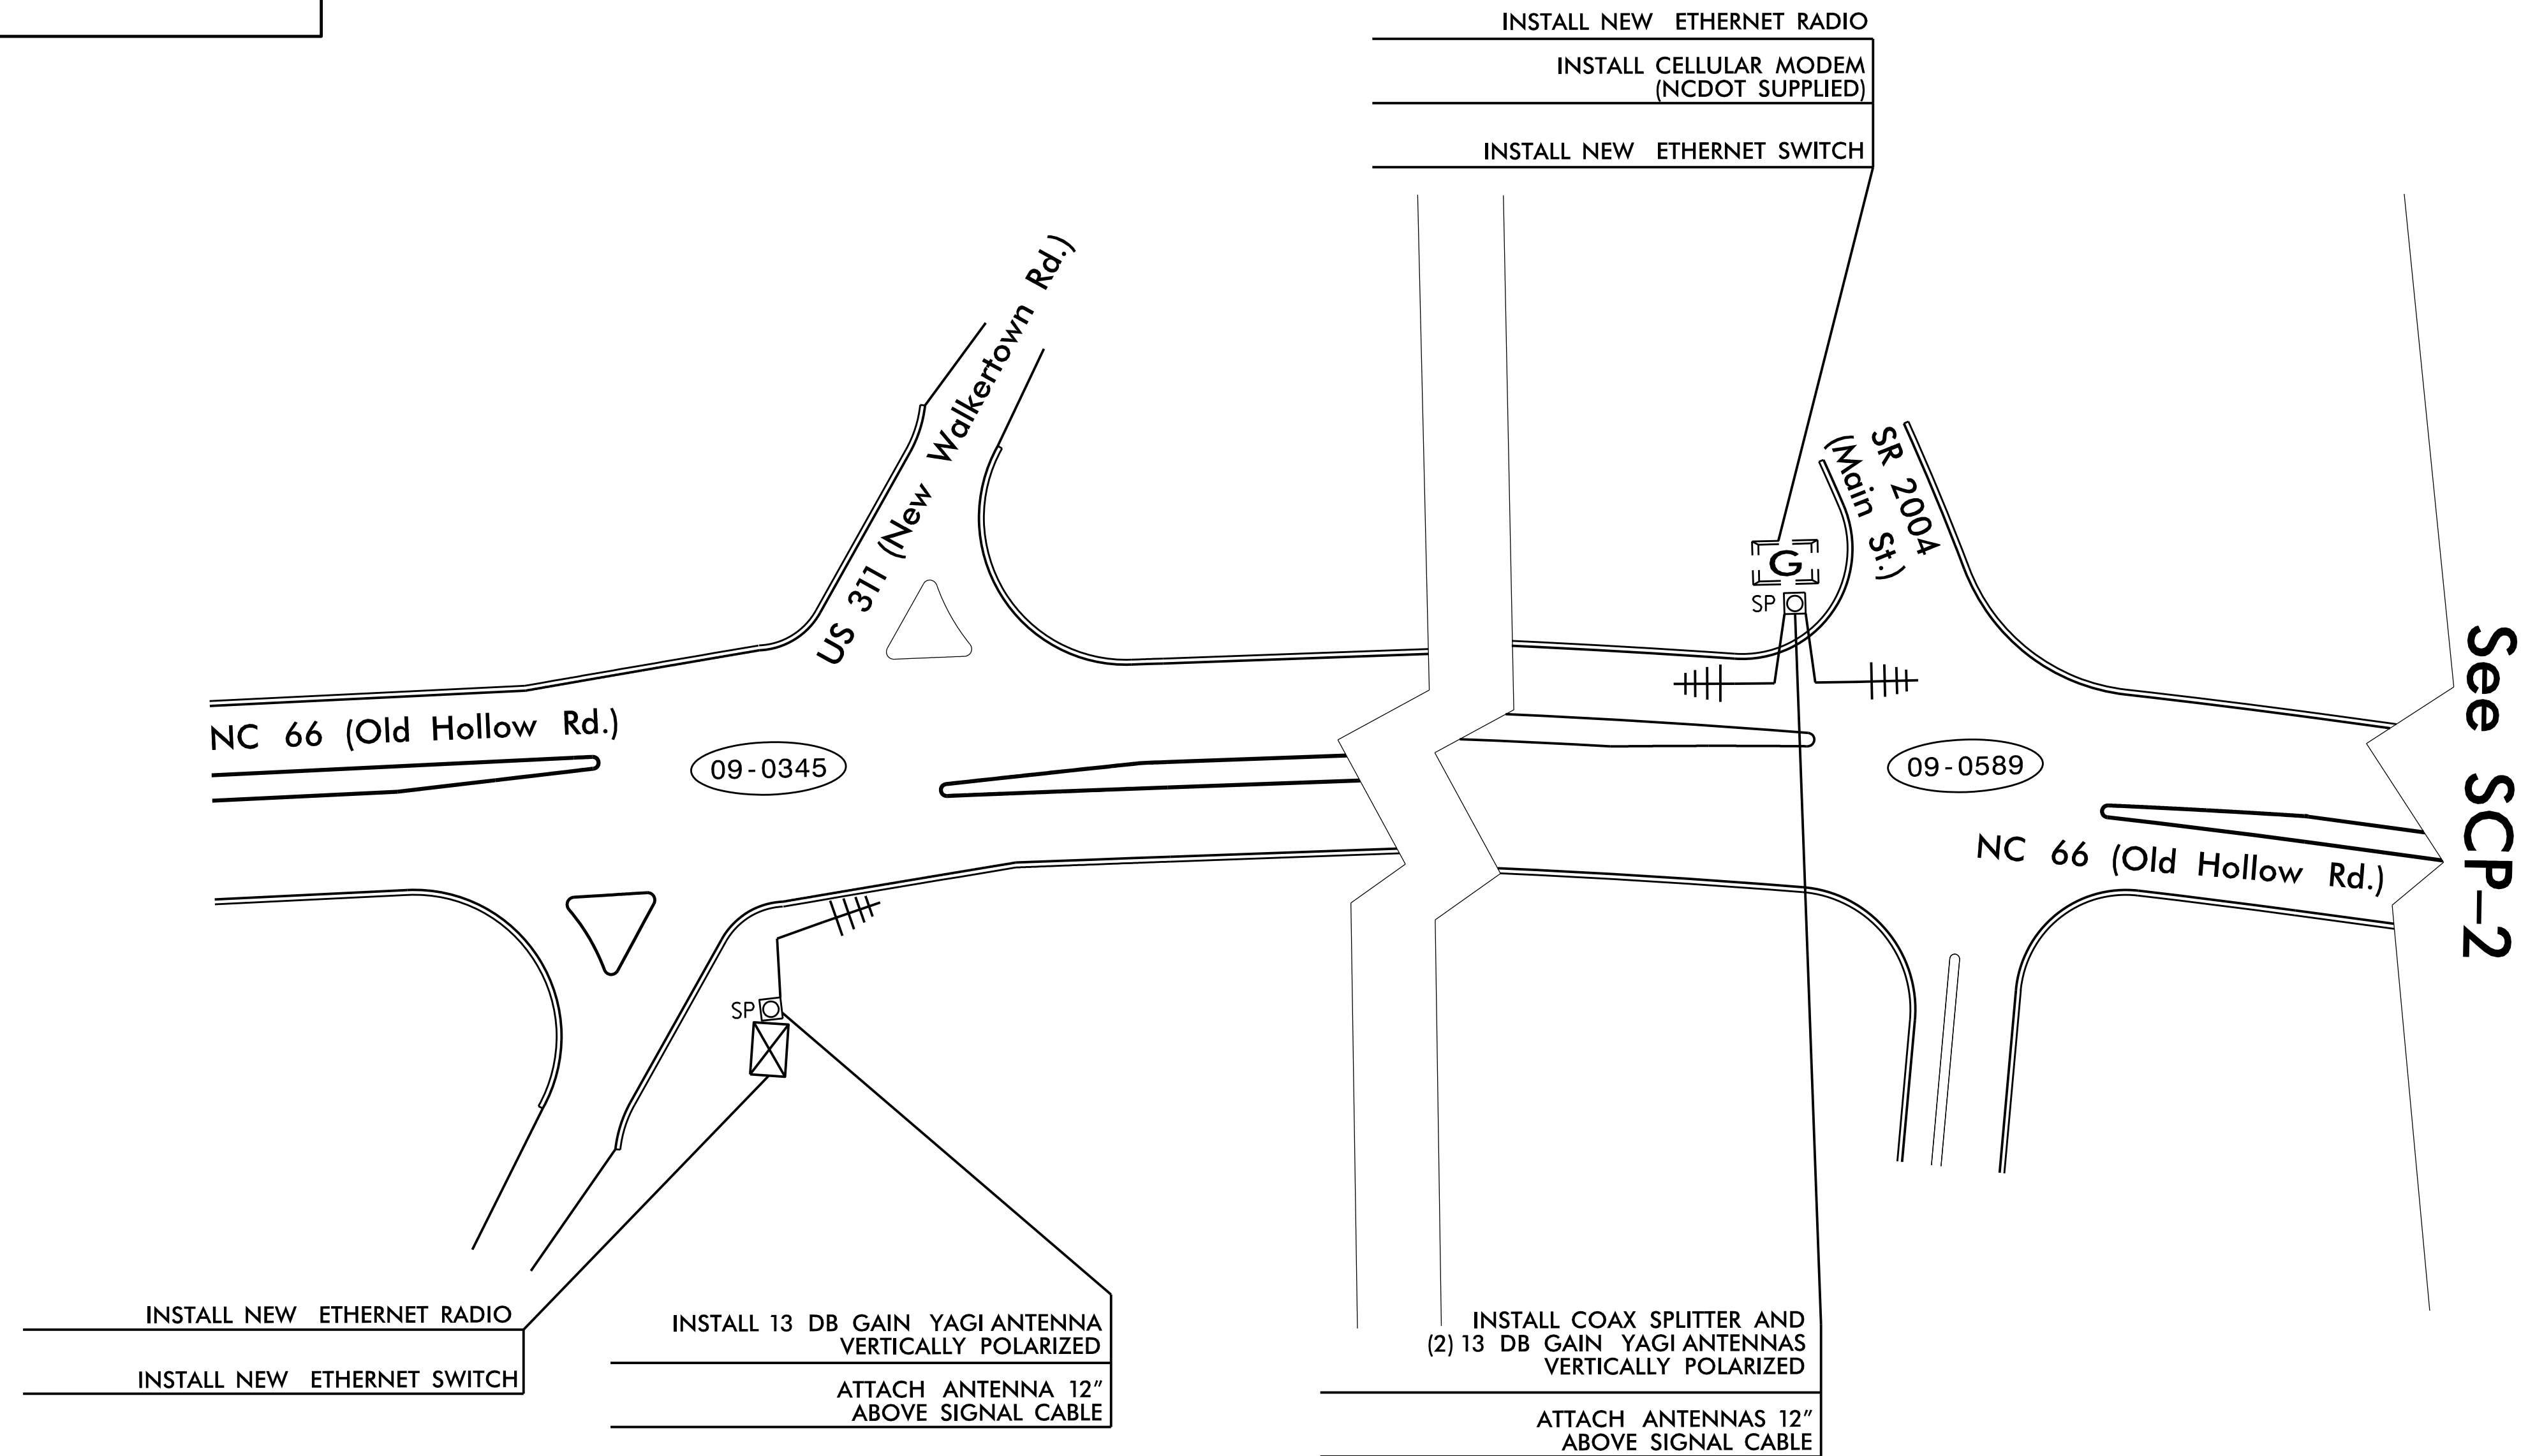 INSTALL NEW ETHERNET RADIO
INSTALL CELLULAR MODEM
(NCDOT SUPPLIED)
INSTALL NEW ETHERNET SWITCH
US 311 (New Walkertown Rd.)
SR 2004
(Main St.)
G
SP
NC 66 (Old Hollow Rd.)
09-0345
09-0589
NC 66 (Old Hollow Rd.)
See SCP-2
SP
INSTALL NEW ETHERNET RADIO
INSTALL NEW ETHERNET SWITCH
INSTALL 13 DB GAIN YAGI ANTENNA
VERTICALLY POLARIZED
ATTACH ANTENNA 12"
ABOVE SIGNAL CABLE
INSTALL COAX SPLITTER AND
(2) 13 DB GAIN YAGI ANTENNAS
VERTICALLY POLARIZED
ATTACH ANTENNAS 12"
ABOVE SIGNAL CABLE